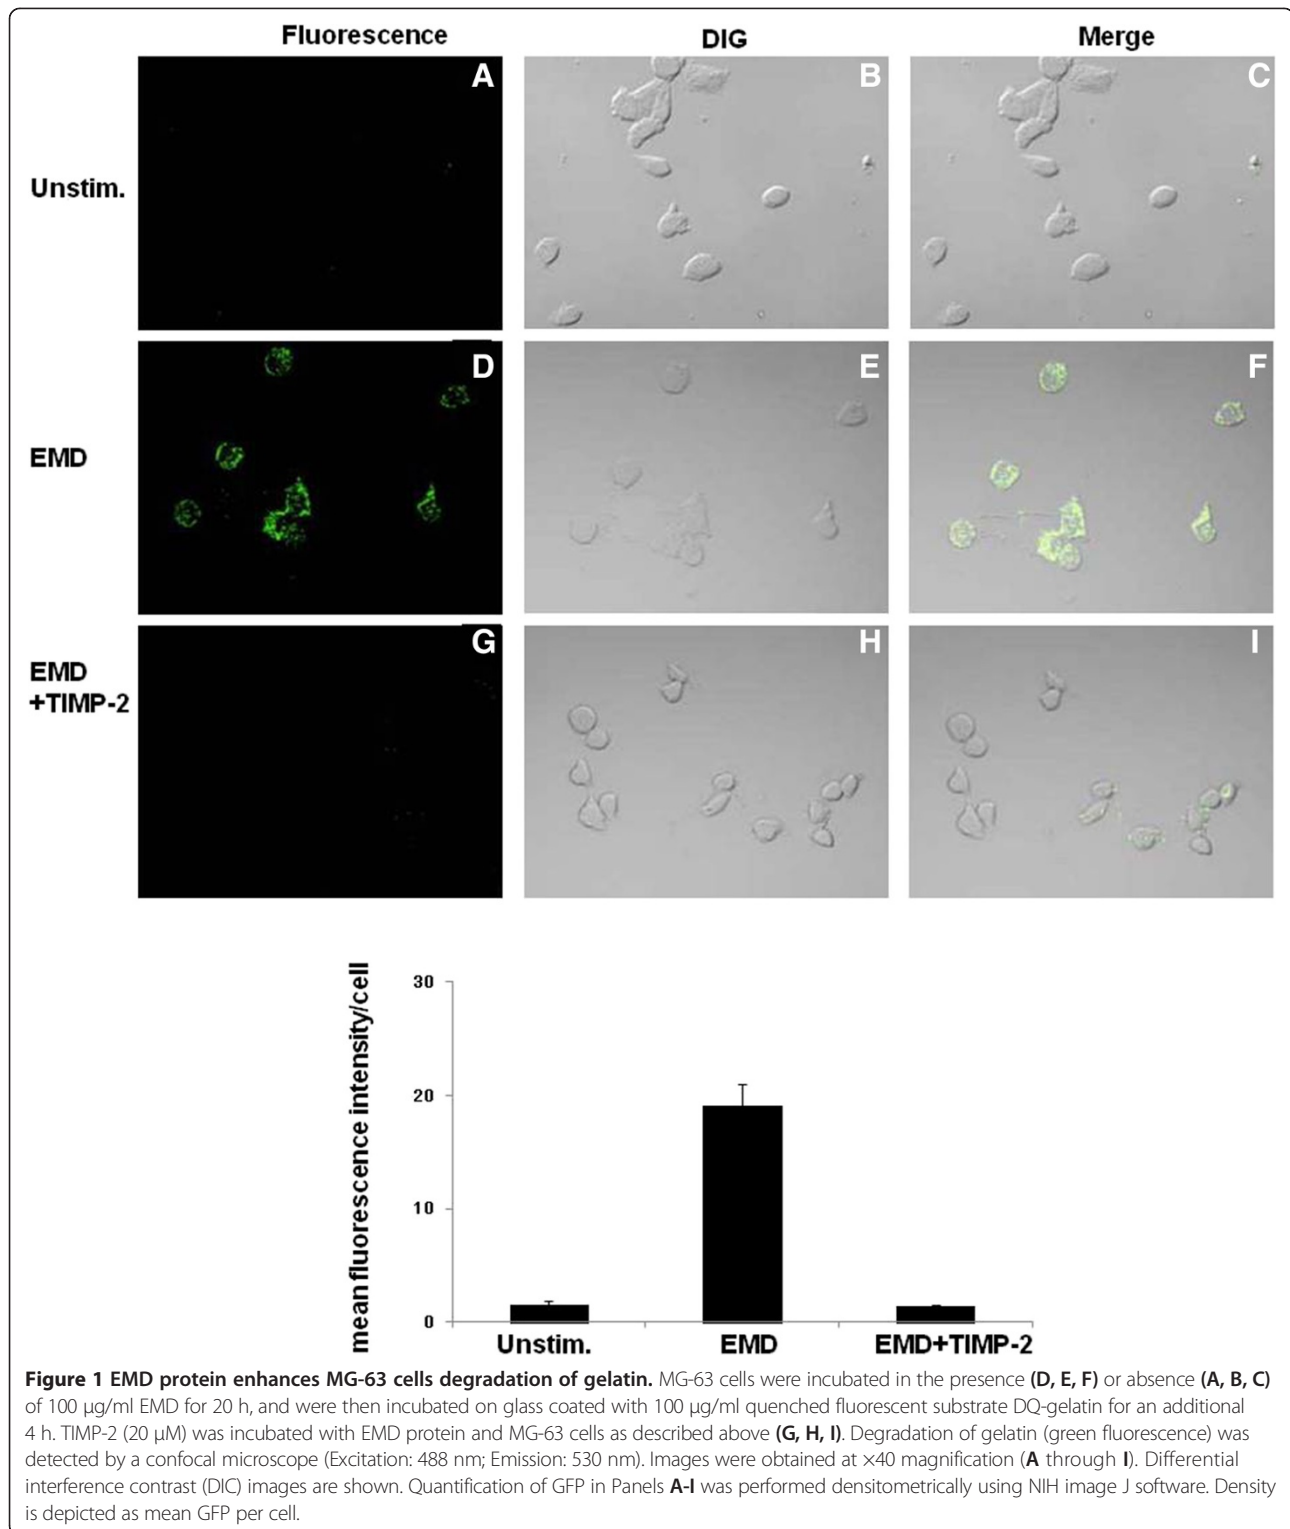 Fluorescence DIG Merge
Unstim. A B C
EMD D E F
EMD
+TIMP-2 G H I
mean fluorescence intensity/cell
30
20
10
0
Unstim. EMD EMD+TIMP-2
Figure 1 EMD protein enhances MG-63 cells degradation of gelatin. MG-63 cells were incubated in the presence (D, E, F) or absence (A, B, C)
of 100 μg/ml EMD for 20 h, and were then incubated on glass coated with 100 μg/ml quenched fluorescent substrate DQ-gelatin for an additional
4 h. TIMP-2 (20 μM) was incubated with EMD protein and MG-63 cells as described above (G, H, I). Degradation of gelatin (green fluorescence) was
detected by a confocal microscope (Excitation: 488 nm; Emission: 530 nm). Images were obtained at ×40 magnification (A through I). Differential
interference contrast (DIC) images are shown. Quantification of GFP in Panels A-I was performed densitometrically using NIH image J software. Density
is depicted as mean GFP per cell.